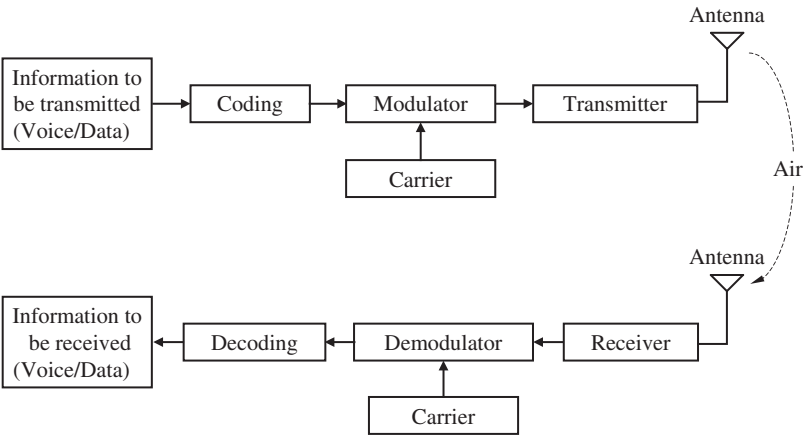 Antenna
Information to
be transmitted
(Voice/Data)
Coding
Modulator
Transmitter
Carrier
Air
Antenna
Information to
be received
(Voice/Data)
Decoding
Demodulator
Receiver
Carrier